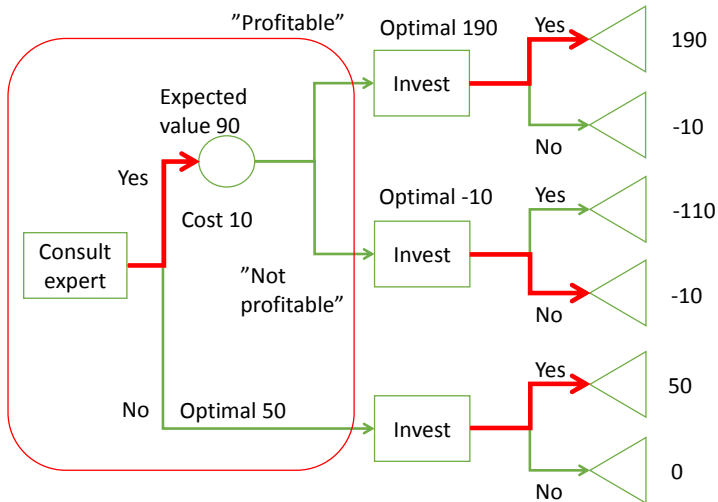 ”Profitable”
Optimal 190
Yes
190
Invest
Expected
value 90
-10
No
Yes
Optimal -10
Yes
-110
Cost 10
Consult
expert
Invest
”Not
profitable”
-10
No
Yes
50
No
Optimal 50
Invest
0
No